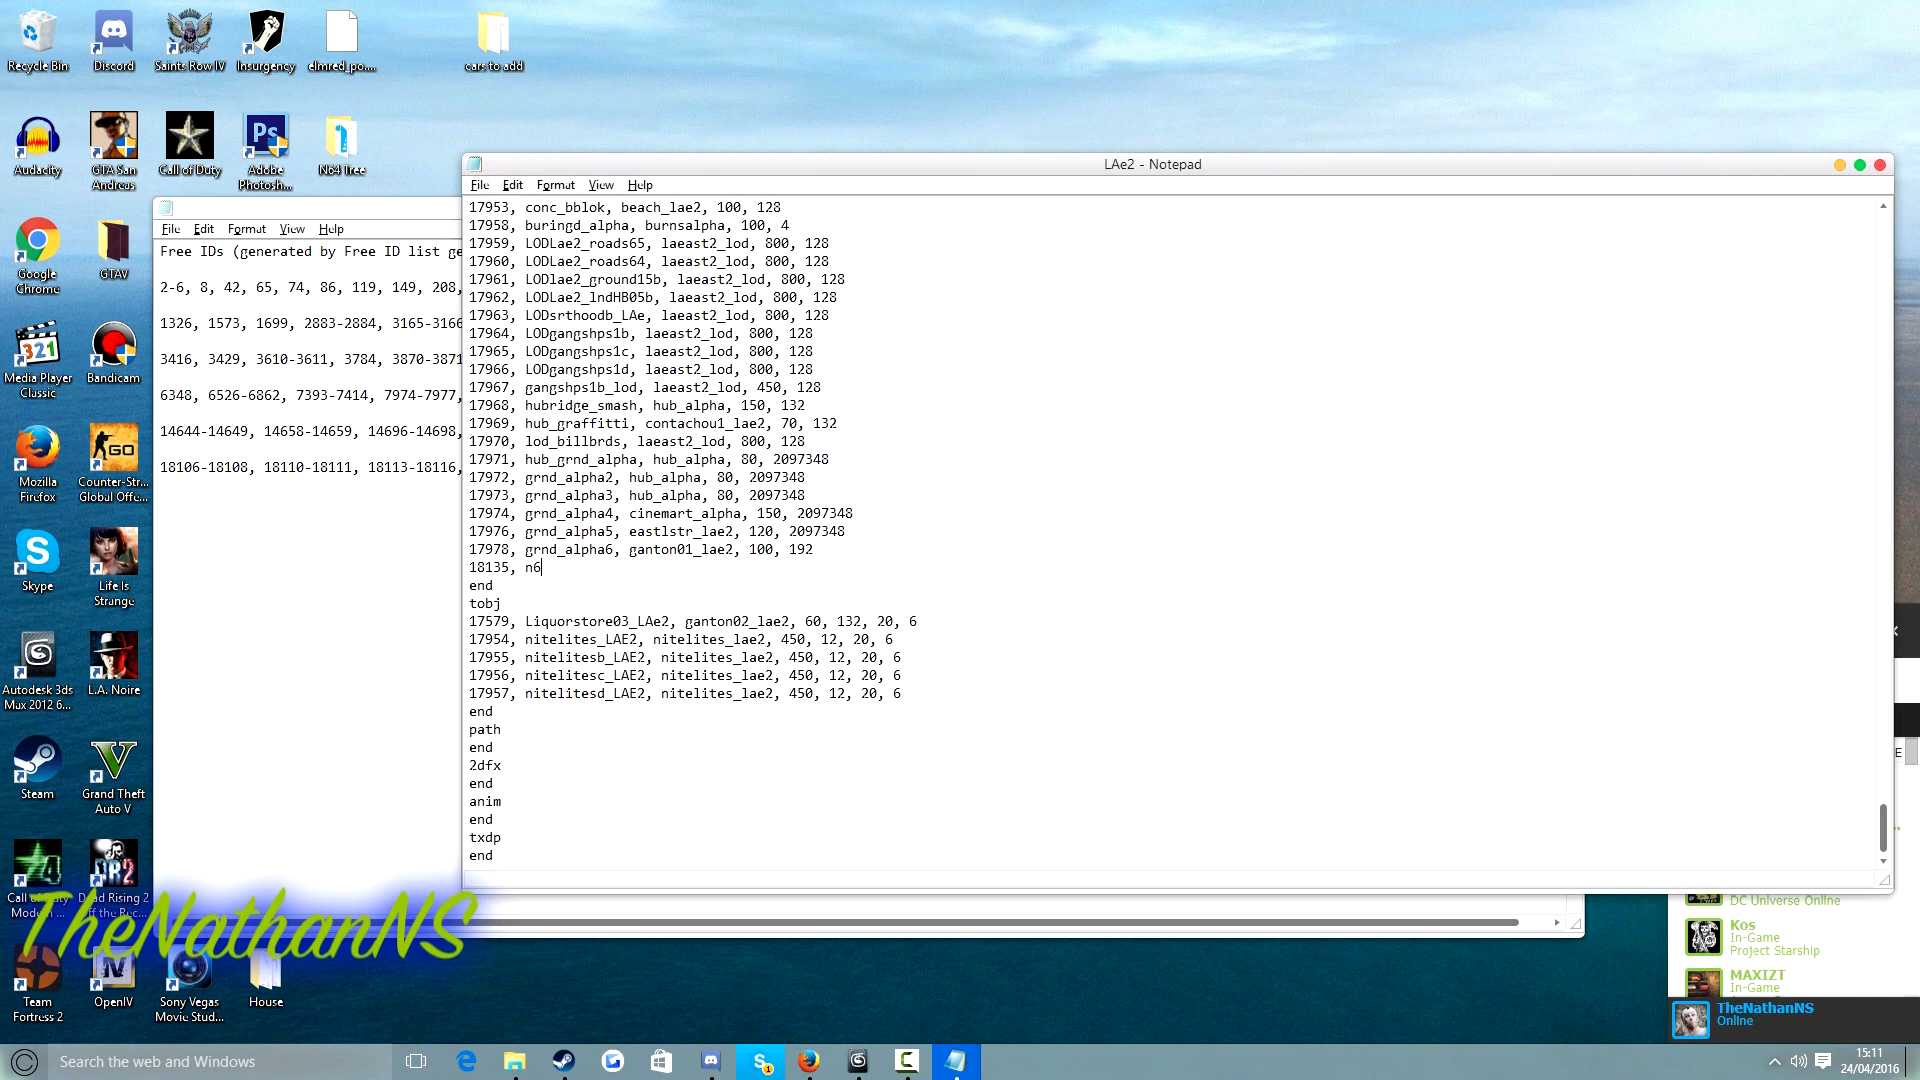 Recycle Bin
Discord
Saints Row IV
Insurgency
elmred_po....
cars to add
Audacity
GTA San
Andreas
Call of Duty
Adobe
Photosh...
N64 Tree
Google
Chrome
GTAV
Media Player
Classic
Bandicam
Mozilla
Firefox
Counter-Str...
Global Offe...
Skype
Life Is
Strange
Autodesk 3ds
Max 2012 6...
L.A. Noire
Steam
Grand Theft
Auto V
Call of Duty
Mode...
Dead Rising 2
Off the Rec...
Team
Fortress 2
OpenIV
Sony Vegas
Movie Stud...
House
File Edit Format View Help
Free IDs (generated by Free ID list ge
2-6, 8, 42, 65, 74, 86, 119, 149, 208,
1326, 1573, 1699, 2883-2884, 3165-3166
3416, 3429, 3610-3611, 3784, 3870-3871
6348, 6526-6862, 7393-7414, 7974-7977,
14644-14649, 14658-14659, 14696-14698,
18106-18108, 18110-18111, 18113-18116,
LAe2 - Notepad
File Edit Format View Help
17953, conc_bblok, beach_lae2, 100, 128
17958, buringd_alpha, burnsalpha, 100, 4
17959, LODLae2_roads65, laeast2_lod, 800, 128
17960, LODLae2_roads64, laeast2_lod, 800, 128
17961, LODlae2_ground15b, laeast2_lod, 800, 128
17962, LODLae2_lndHB05b, laeast2_lod, 800, 128
17963, LODsrthoodb_LAe, laeast2_lod, 800, 128
17964, LODgangshps1b, laeast2_lod, 800, 128
17965, LODgangshps1c, laeast2_lod, 800, 128
17966, LODgangshps1d, laeast2_lod, 800, 128
17967, gangshps1b_lod, laeast2_lod, 450, 128
17968, hubridge_smash, hub_alpha, 150, 132
17969, hub_graffitti, contachou1_lae2, 70, 132
17970, lod_billbrds, laeast2_lod, 800, 128
17971, hub_grnd_alpha, hub_alpha, 80, 2097348
17972, grnd_alpha2, hub_alpha, 80, 2097348
17973, grnd_alpha3, hub_alpha, 80, 2097348
17974, grnd_alpha4, cinemart_alpha, 150, 2097348
17976, grnd_alpha5, eastlstr_lae2, 120, 2097348
17978, grnd_alpha6, ganton01_lae2, 100, 192
18135, n6
end
tobj
17579, Liquorstore03_LAe2, ganton02_lae2, 60, 132, 20, 6
17954, nitelites_LAE2, nitelites_lae2, 450, 12, 20, 6
17955, nitelitesb_LAE2, nitelites_lae2, 450, 12, 20, 6
17956, nitelitesc_LAE2, nitelites_lae2, 450, 12, 20, 6
17957, nitelitesd_LAE2, nitelites_lae2, 450, 12, 20, 6
end
path
end
2dfx
end
anim
end
txdp
end
TheNathanNS
E
DC Universe Online
Kos
In-Game
Project Starship
MAXIZT
In-Game
TheNathanNS
Online
Search the web and Windows
15:11
24/04/2016